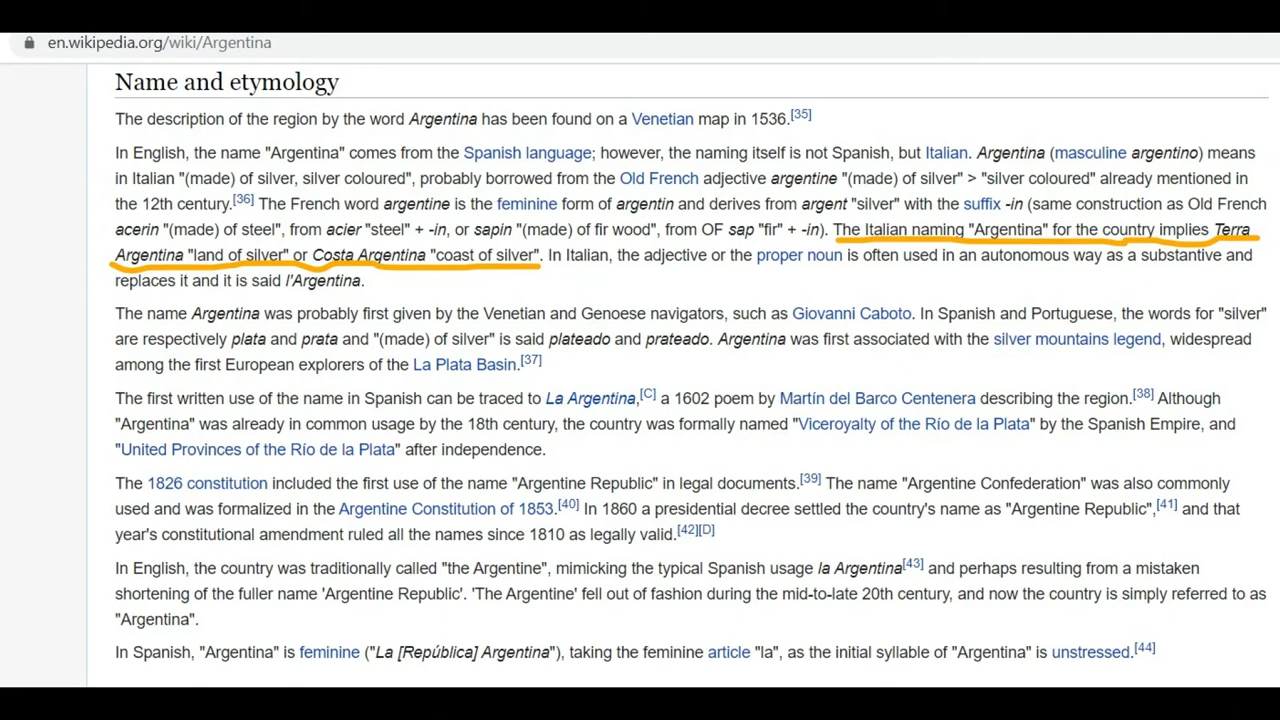 en.wikipedia.org/wiki/Argentina
Name and etymology
The description of the region by the word Argentina has been found on a Venetian map in 1536.[35]
In English, the name "Argentina" comes from the Spanish language; however, the naming itself is not Spanish, but Italian. Argentina (masculine argentino) means
in Italian "(made) of silver, silver coloured", probably borrowed from the Old French adjective argentine "(made) of silver" > "silver coloured" already mentioned in
the 12th century.[36] The French word argentine is the feminine form of argentin and derives from argent "silver" with the suffix -in (same construction as Old French
acerin "(made) of steel", from acier "steel" + -in, or sapin "(made) of fir wood", from OF sap "fir" + -in). The Italian naming "Argentina" for the country implies Terra
Argentina "land of silver" or Costa Argentina "coast of silver". In Italian, the adjective or the proper noun is often used in an autonomous way as a substantive and
replaces it and it is said l'Argentina.
The name Argentina was probably first given by the Venetian and Genoese navigators, such as Giovanni Caboto. In Spanish and Portuguese, the words for "silver"
are respectively plata and prata and "(made) of silver" is said plateado and prateado. Argentina was first associated with the silver mountains legend, widespread
among the first European explorers of the La Plata Basin.[37]
The first written use of the name in Spanish can be traced to La Argentina,[C] a 1602 poem by Martín del Barco Centenera describing the region.[38] Although
"Argentina" was already in common usage by the 18th century, the country was formally named "Viceroyalty of the Río de la Plata" by the Spanish Empire, and
"United Provinces of the Río de la Plata" after independence.
The 1826 constitution included the first use of the name "Argentine Republic" in legal documents.[39] The name "Argentine Confederation" was also commonly
used and was formalized in the Argentine Constitution of 1853.[40] In 1860 a presidential decree settled the country's name as "Argentine Republic",[41] and that
year's constitutional amendment ruled all the names since 1810 as legally valid.[42][D]
In English, the country was traditionally called "the Argentine", mimicking the typical Spanish usage la Argentina[43] and perhaps resulting from a mistaken
shortening of the fuller name 'Argentine Republic'. 'The Argentine' fell out of fashion during the mid-to-late 20th century, and now the country is simply referred to as
"Argentina".
In Spanish, "Argentina" is feminine ("La [República] Argentina"), taking the feminine article "la", as the initial syllable of "Argentina" is unstressed.[44]